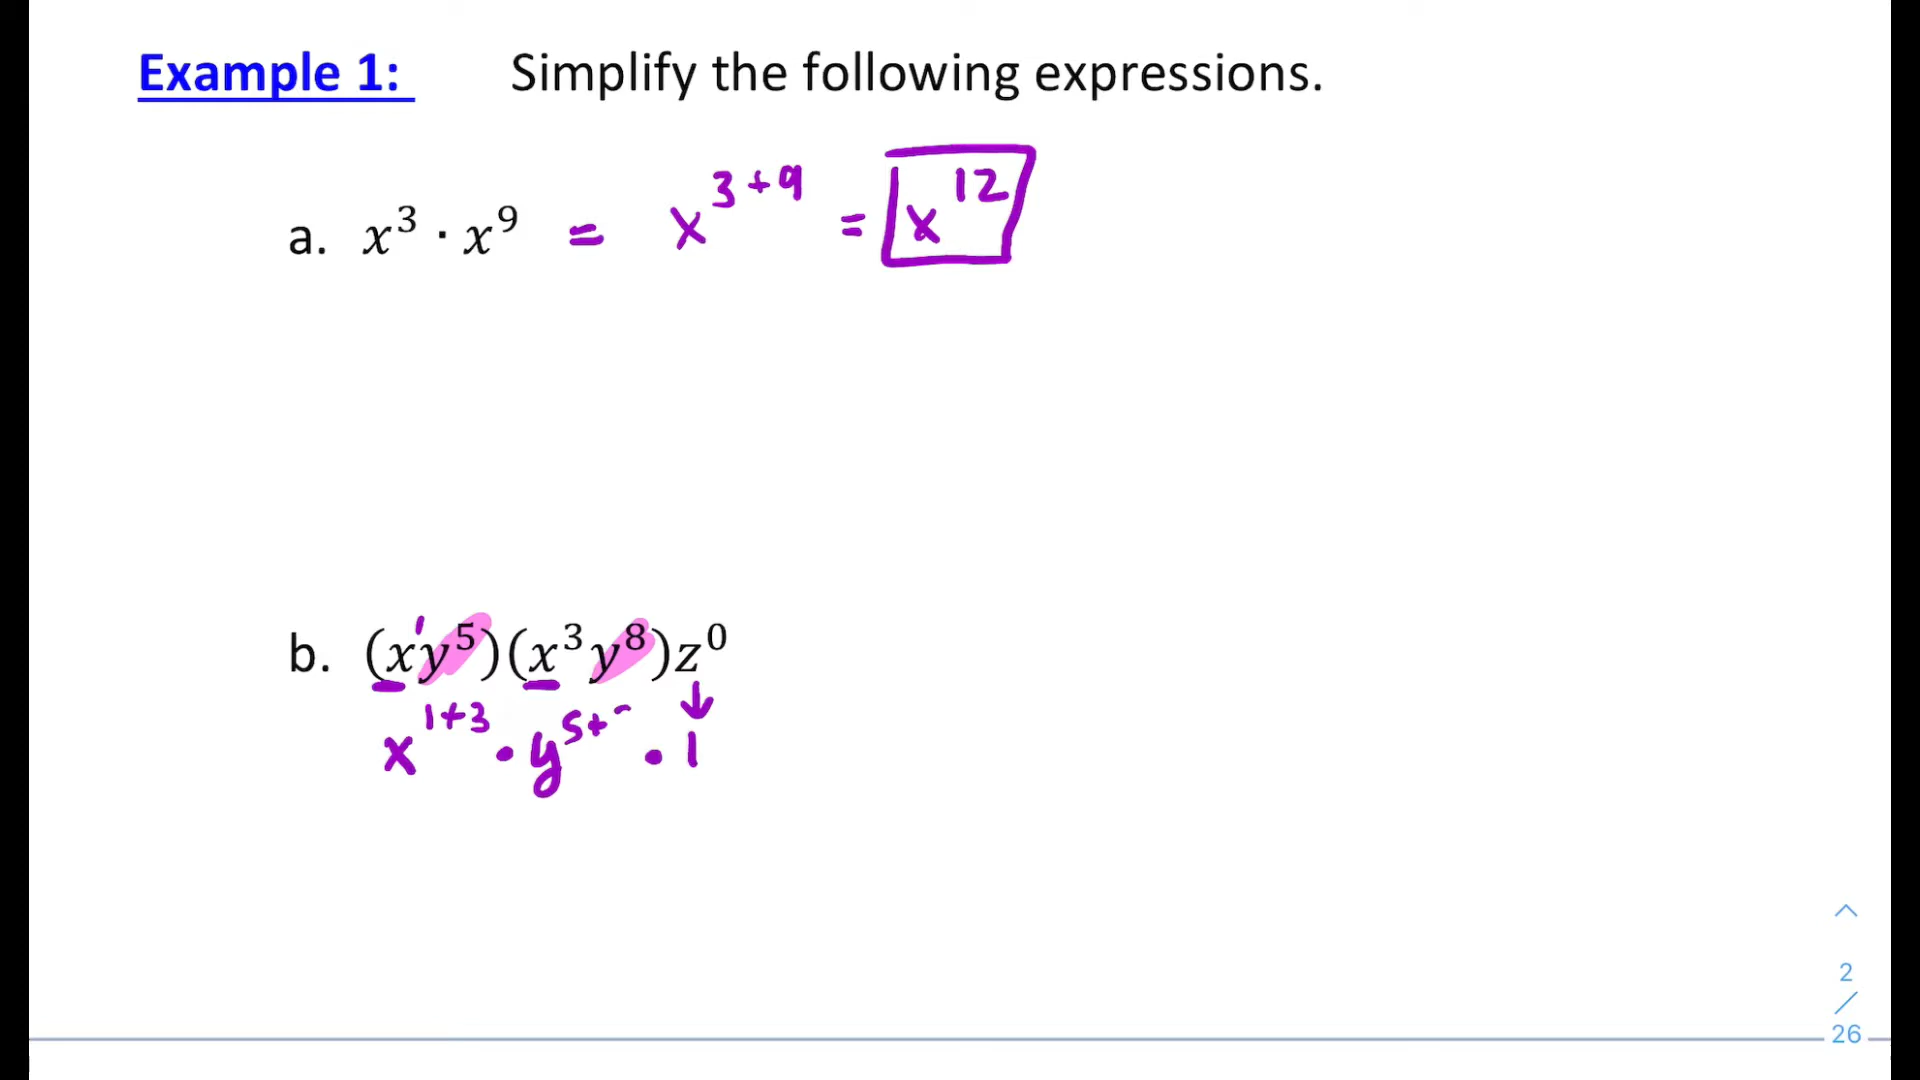 Example 1: Simplify the following expressions.
a. x³ · x⁹ = x³⁺⁹ = x¹²
b. (x¹y⁵)(x³y⁸)z⁰
x¹⁺³ · y⁵⁺ · 1
2
/
26